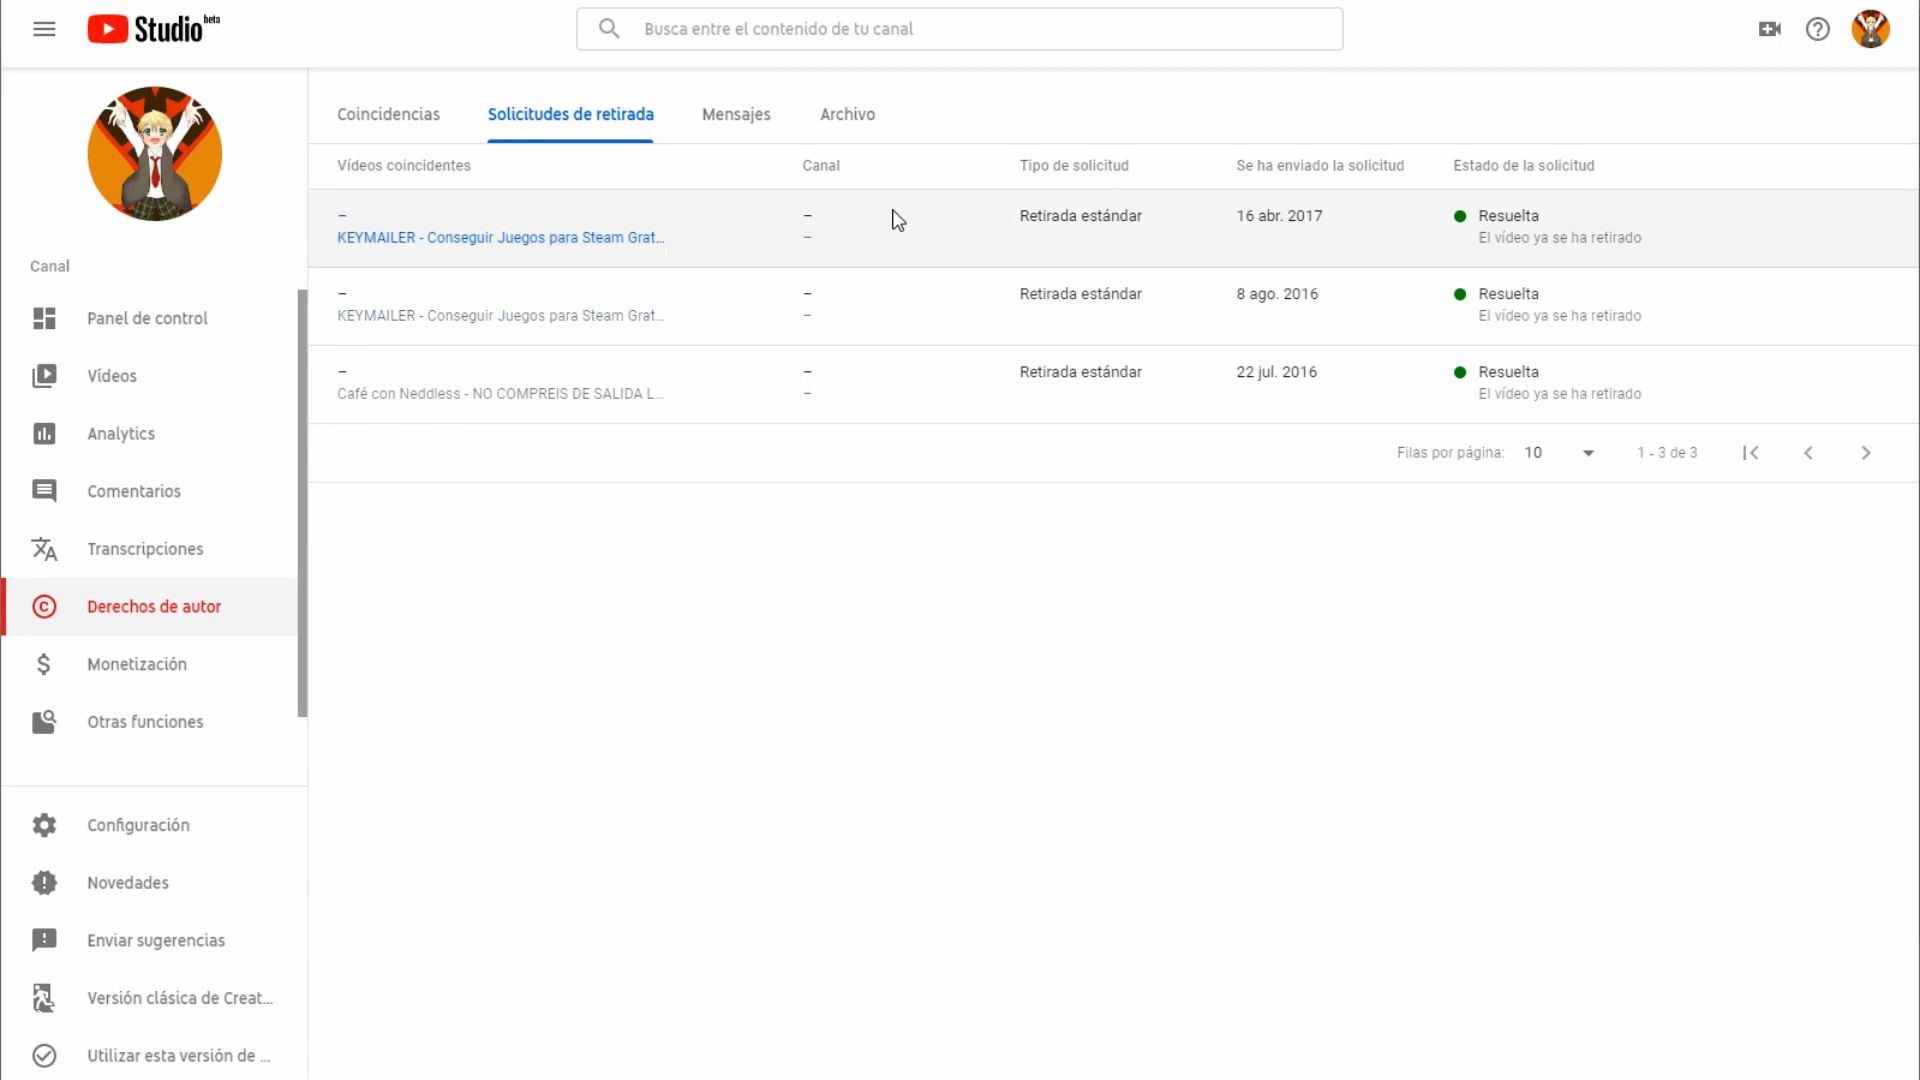 Studio beta
Busca entre el contenido de tu canal
Canal
Panel de control
Vídeos
Analytics
Comentarios
Transcripciones
Derechos de autor
Monetización
Otras funciones
Configuración
Novedades
Enviar sugerencias
Versión clásica de Creat...
Utilizar esta versión de ...
Coincidencias Solicitudes de retirada Mensajes Archivo
Vídeos coincidentes Canal Tipo de solicitud Se ha enviado la solicitud Estado de la solicitud
– – Retirada estándar 16 abr. 2017 Resuelta
KEYMAILER - Conseguir Juegos para Steam Grat... – El vídeo ya se ha retirado
– – Retirada estándar 8 ago. 2016 Resuelta
KEYMAILER - Conseguir Juegos para Steam Grat... – El vídeo ya se ha retirado
– – Retirada estándar 22 jul. 2016 Resuelta
Café con Neddless - NO COMPREIS DE SALIDA L... – El vídeo ya se ha retirado
Filas por página: 10 1 - 3 de 3